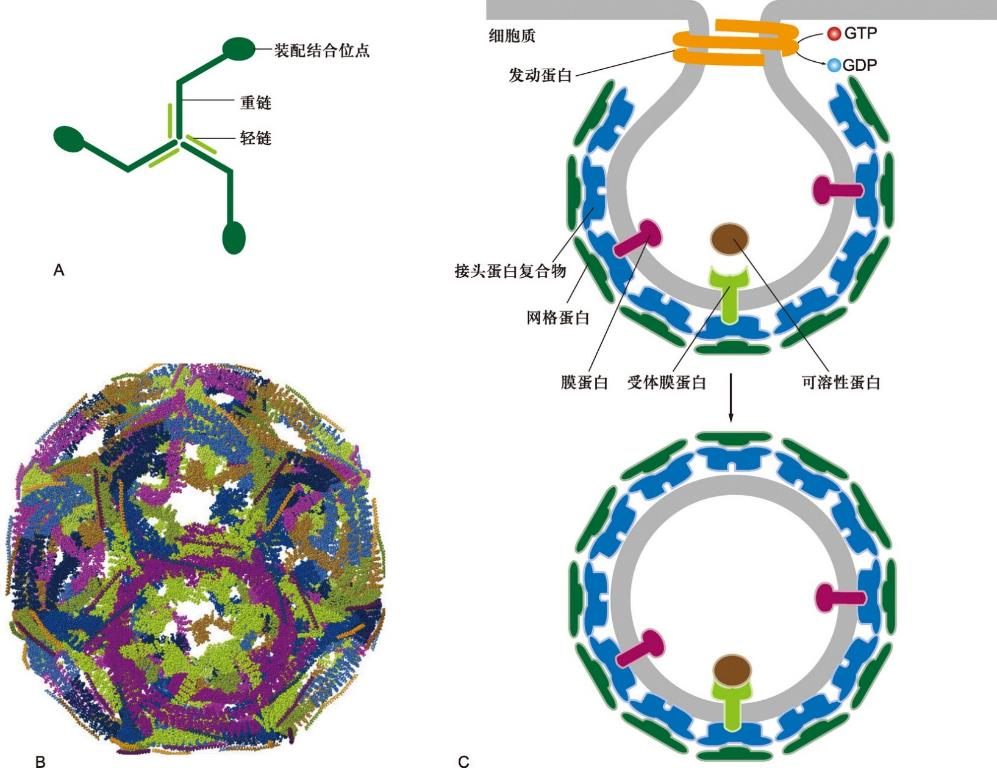 装配结合位点
重链
轻链
A
B
细胞质
GTP
GDP
发动蛋白
接头蛋白复合物
网格蛋白
膜蛋白
受体膜蛋白
可溶性蛋白
C